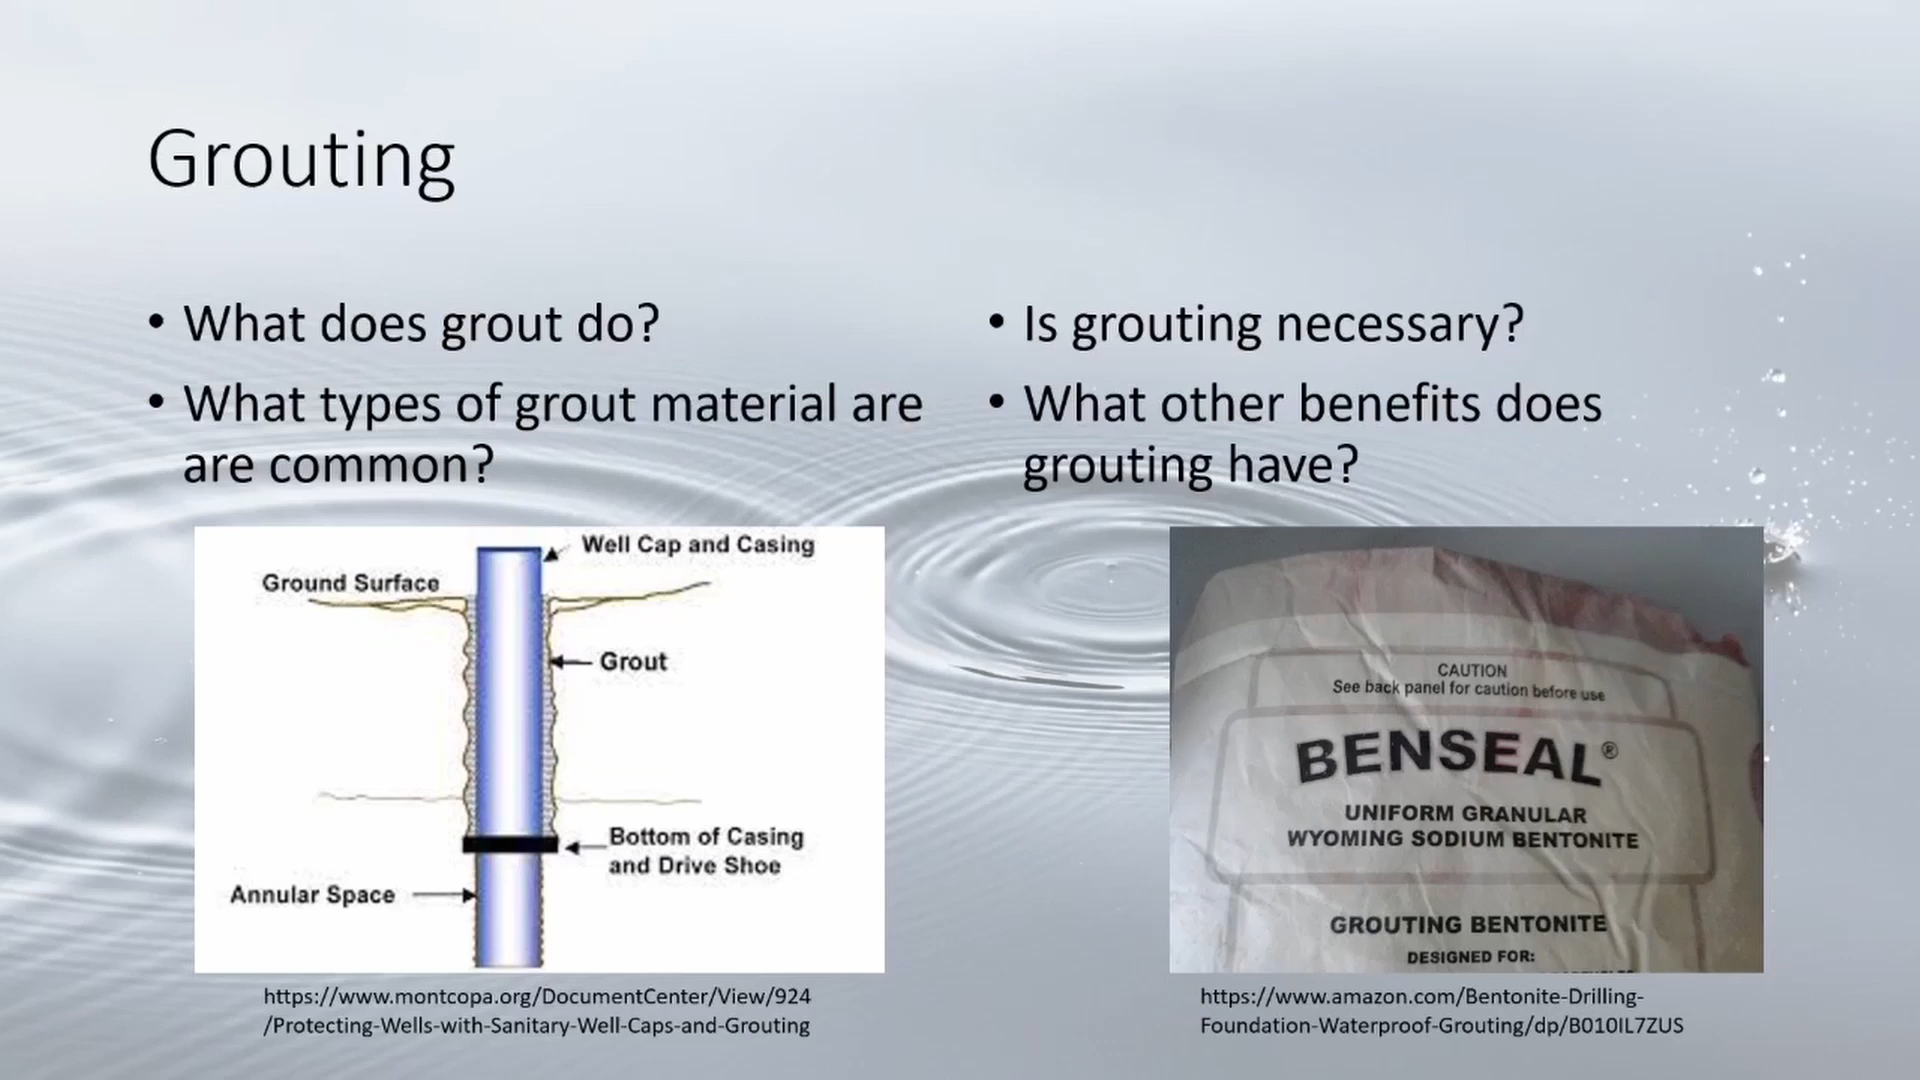 Grouting
• What does grout do?
• What types of grout material are
are common?
• Is grouting necessary?
• What other benefits does
grouting have?
Well Cap and Casing
Ground Surface
Grout
Bottom of Casing
and Drive Shoe
Annular Space
https://www.montcopa.org/DocumentCenter/View/924
/Protecting-Wells-with-Sanitary-Well-Caps-and-Grouting
CAUTION
See back panel for caution before use
BENSEAL®
UNIFORM GRANULAR
WYOMING SODIUM BENTONITE
GROUTING BENTONITE
DESIGNED FOR:
https://www.amazon.com/Bentonite-Drilling-
Foundation-Waterproof-Grouting/dp/B010IL7ZUS